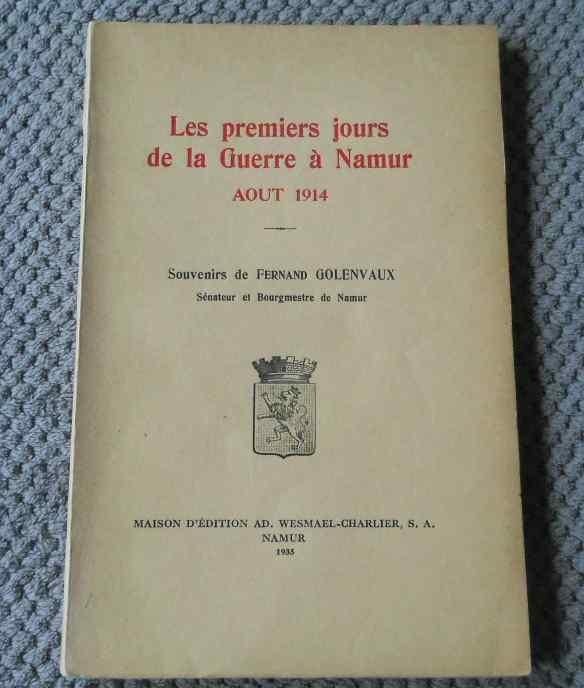 Les premiers jours
de la Guerre à Namur
AOUT 1914
Souvenirs de FERNAND GOLENVAUX
Sénateur et Bourgmestre de Namur
MAISON D'ÉDITION AD. WESMAEL-CHARLIER, S. A.
NAMUR
1935